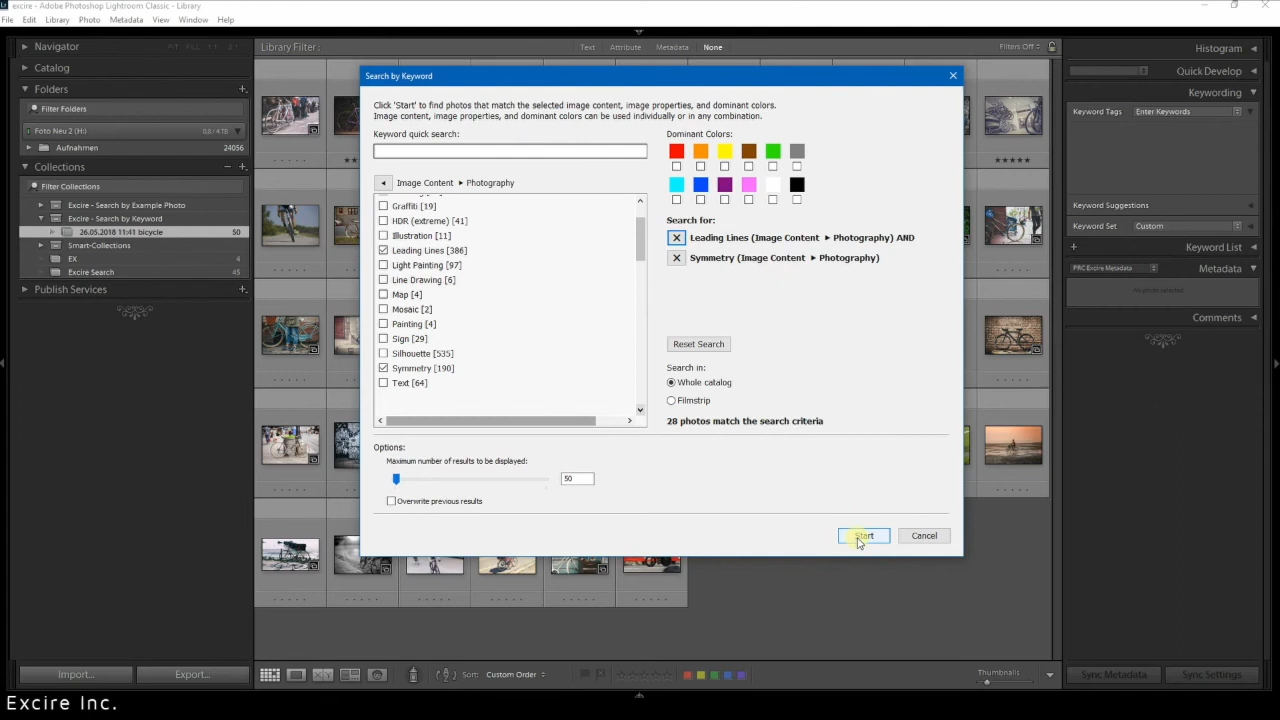 excire - Adobe Photoshop Lightroom Classic - Library
File Edit Library Photo Metadata View Window Help
Navigator
Catalog
Folders
Filter Folders
Foto Neu 2 (H:) 0,8 / 4 TB
Aufnahmen 24056
Collections
Filter Collections
Excire - Search by Example Photo
Excire - Search by Keyword
26.05.2018 11:41 bicycle 50
Smart-Collections
EX 4
Excire Search 45
Publish Services
Import...
Export...
Library Filter :
Text Attribute Metadata None
Filters Off
Search by Keyword
Click 'Start' to find photos that match the selected image content, image properties, and dominant colors.
Image content, image properties, and dominant colors can be used individually or in any combination.
Keyword quick search:
Image Content Photography
Graffiti [19]
HDR (extreme) [41]
Illustration [11]
Leading Lines [386]
Light Painting [97]
Line Drawing [6]
Map [4]
Mosaic [2]
Painting [4]
Sign [29]
Silhouette [535]
Symmetry [190]
Text [64]
Dominant Colors:
Search for:
Leading Lines (Image Content Photography) AND
Symmetry (Image Content Photography)
Reset Search
Search in:
Whole catalog
Filmstrip
28 photos match the search criteria
Options:
Maximum number of results to be displayed:
50
Overwrite previous results
Start
Cancel
Sort: Custom Order
Thumbnails
Histogram
Quick Develop
Keywording
Keyword Tags Enter Keywords
Keyword Suggestions
Keyword Set Custom
Keyword List
PRC Excire Metadata
Metadata
Comments
Sync Metadata
Sync Settings
Excire Inc.